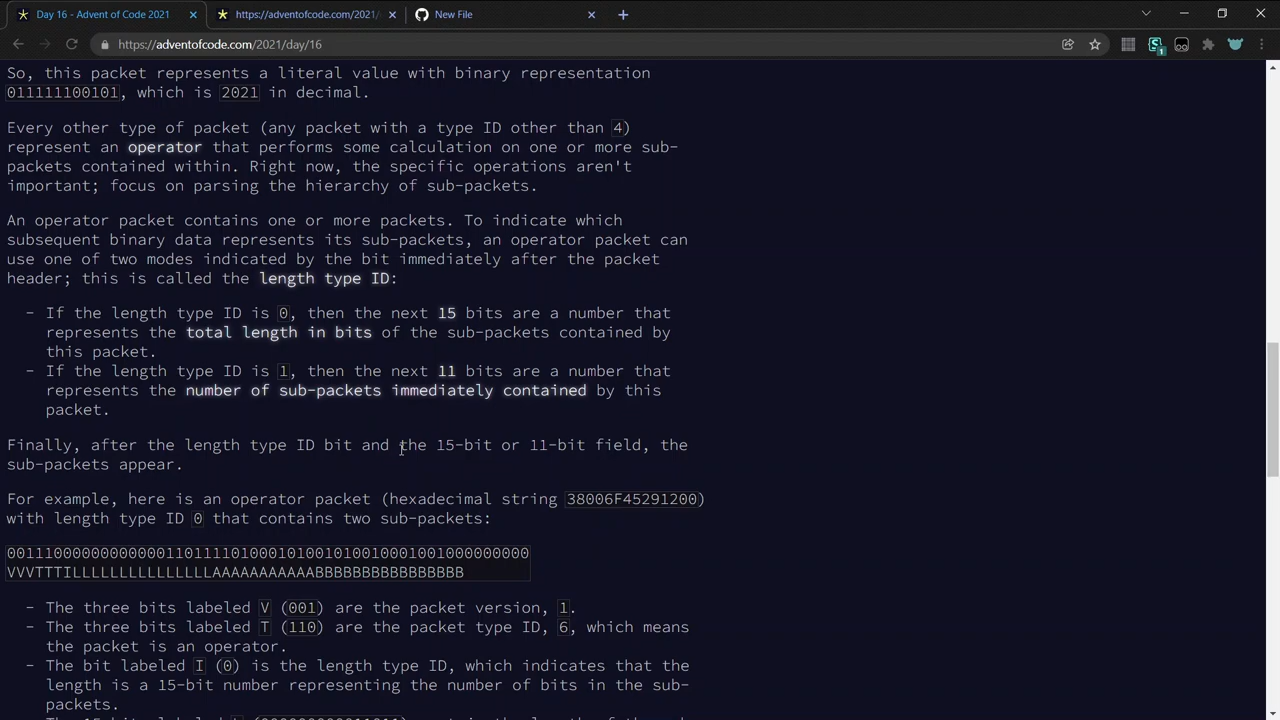 Day 16 - Advent of Code 2021
https://adventofcode.com/2021/
New File
https://adventofcode.com/2021/day/16
So, this packet represents a literal value with binary representation
011111100101, which is 2021 in decimal.
Every other type of packet (any packet with a type ID other than 4)
represent an operator that performs some calculation on one or more sub-
packets contained within. Right now, the specific operations aren't
important; focus on parsing the hierarchy of sub-packets.
An operator packet contains one or more packets. To indicate which
subsequent binary data represents its sub-packets, an operator packet can
use one of two modes indicated by the bit immediately after the packet
header; this is called the length type ID:
- If the length type ID is 0, then the next 15 bits are a number that
represents the total length in bits of the sub-packets contained by
this packet.
- If the length type ID is 1, then the next 11 bits are a number that
represents the number of sub-packets immediately contained by this
packet.
Finally, after the length type ID bit and the 15-bit or 11-bit field, the
sub-packets appear.
For example, here is an operator packet (hexadecimal string 38006F45291200)
with length type ID 0 that contains two sub-packets:
00111000000000000110111101000101001010010001001000000000
VVVTTTILLLLLLLLLLLLLLLAAAAAAAAAAABBBBBBBBBBBBBBBB
- The three bits labeled V (001) are the packet version, 1.
- The three bits labeled T (110) are the packet type ID, 6, which means
the packet is an operator.
- The bit labeled I (0) is the length type ID, which indicates that the
length is a 15-bit number representing the number of bits in the sub-
packets.